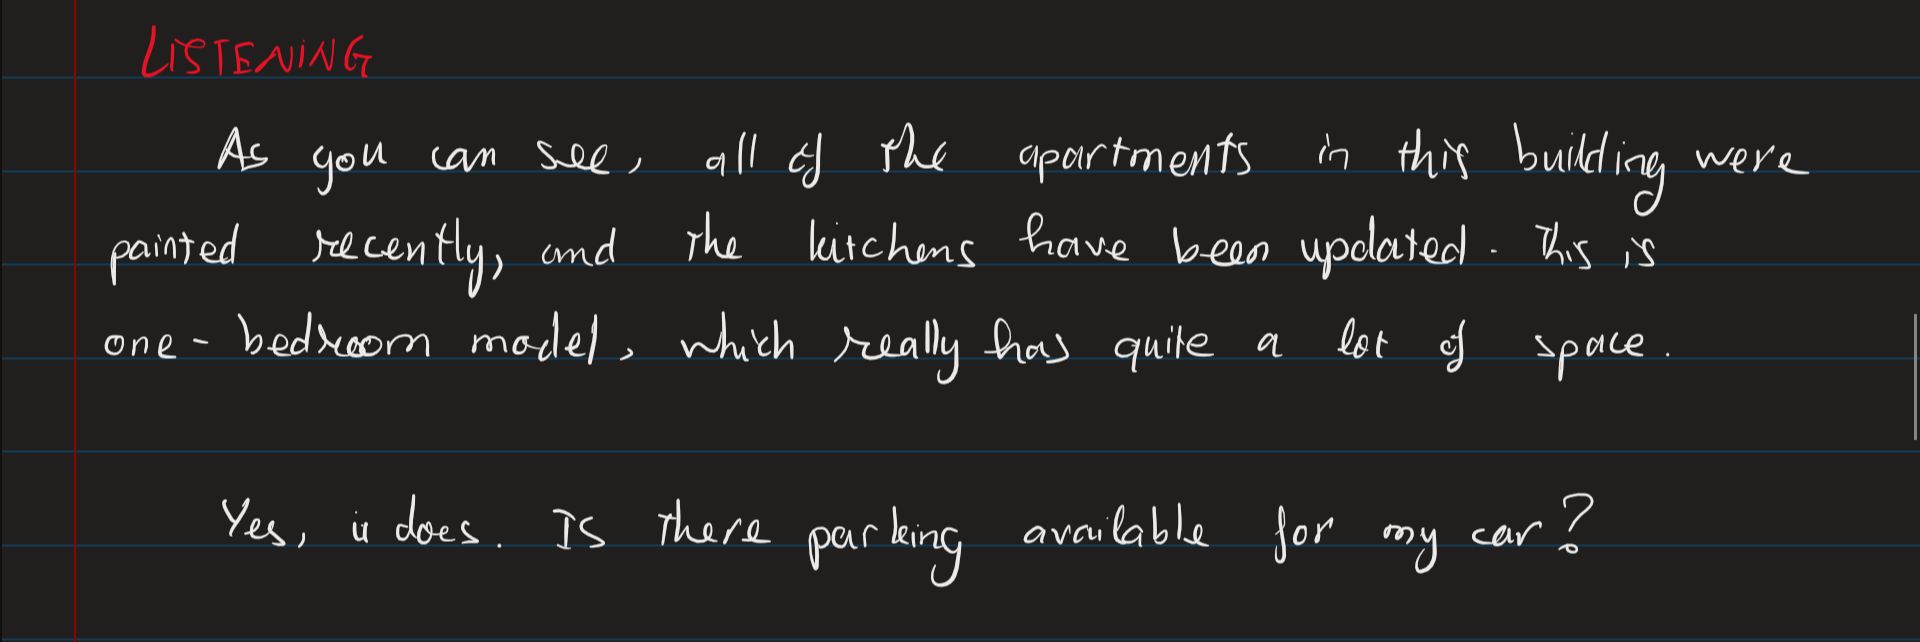 LISTENING
As you can see, all of the apartments in this building were
painted recently, and the kitchens have been updated. This is
one-bedroom model, which really has quite a lot of space.
Yes, it does. Is there parking available for my car?